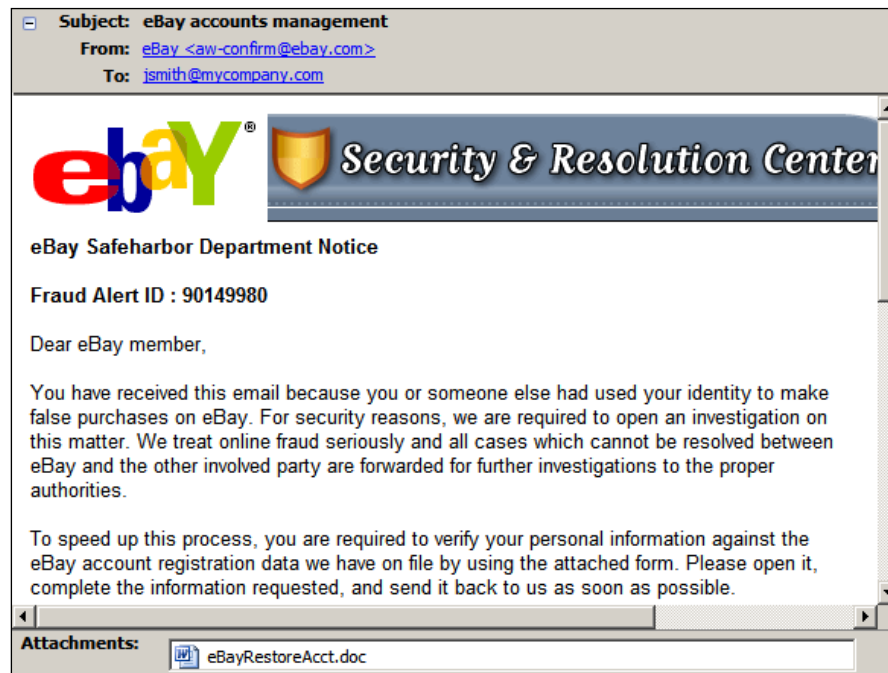 Subject: eBay accounts management
From: eBay <aw-confirm@ebay.com>
To: jsmith@mycompany.com
ebaY®
Security & Resolution Center
eBay Safeharbor Department Notice
Fraud Alert ID : 90149980
Dear eBay member,
You have received this email because you or someone else had used your identity to make
false purchases on eBay. For security reasons, we are required to open an investigation on
this matter. We treat online fraud seriously and all cases which cannot be resolved between
eBay and the other involved party are forwarded for further investigations to the proper
authorities.
To speed up this process, you are required to verify your personal information against the
eBay account registration data we have on file by using the attached form. Please open it,
complete the information requested, and send it back to us as soon as possible.
Attachments:
eBayRestoreAcct.doc